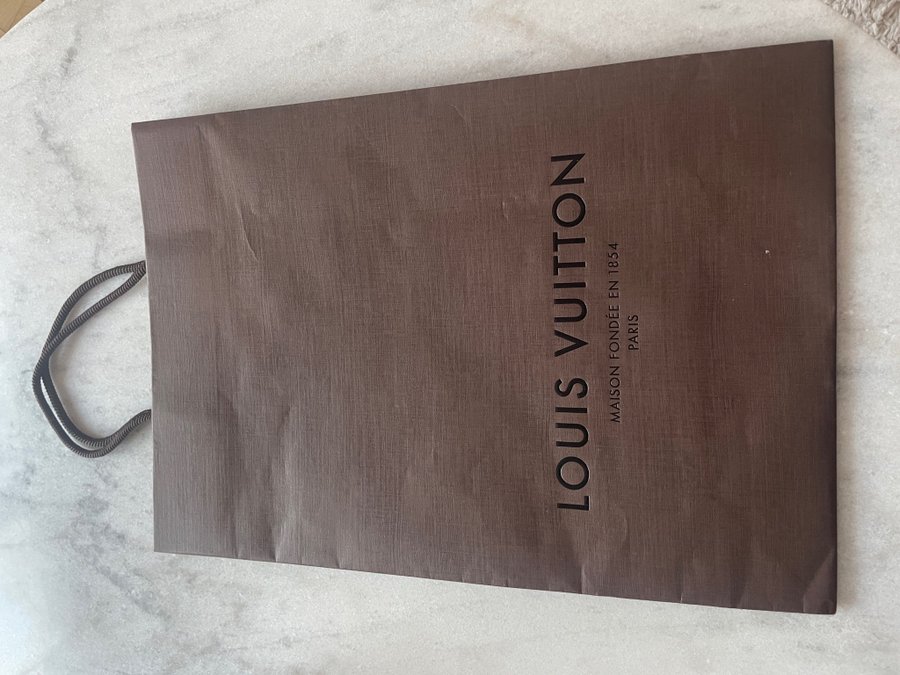 LOUIS VUITTON
MAISON FONDÉE EN 1854
PARIS